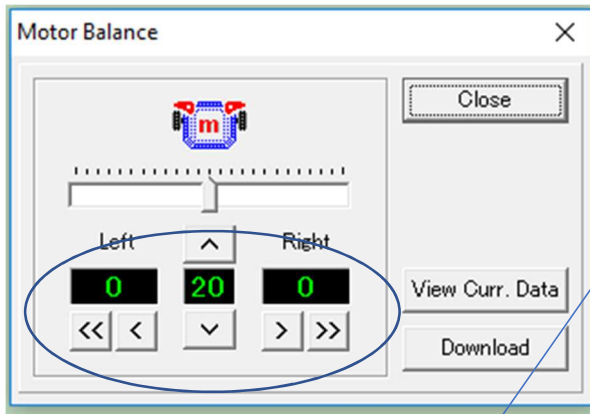 Motor Balance
Close
m
Left Right
0 20 0
<< < > >>
View Curr. Data
Download